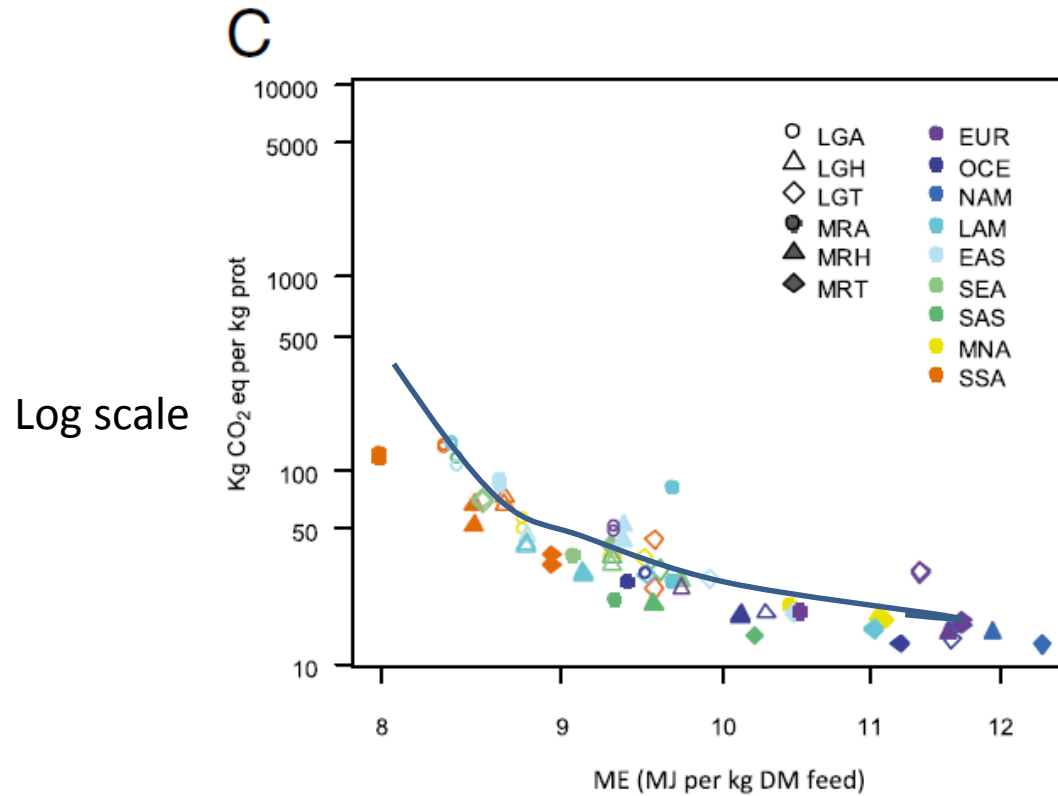 C
10000
5000
1000
500
100
50
10
Kg CO2 eq per kg prot
Log scale
LGA
LGH
LGT
MRA
MRH
MRT
EUR
OCE
NAM
LAM
EAS
SEA
SAS
MNA
SSA
8 9 10 11 12
ME (MJ per kg DM feed)